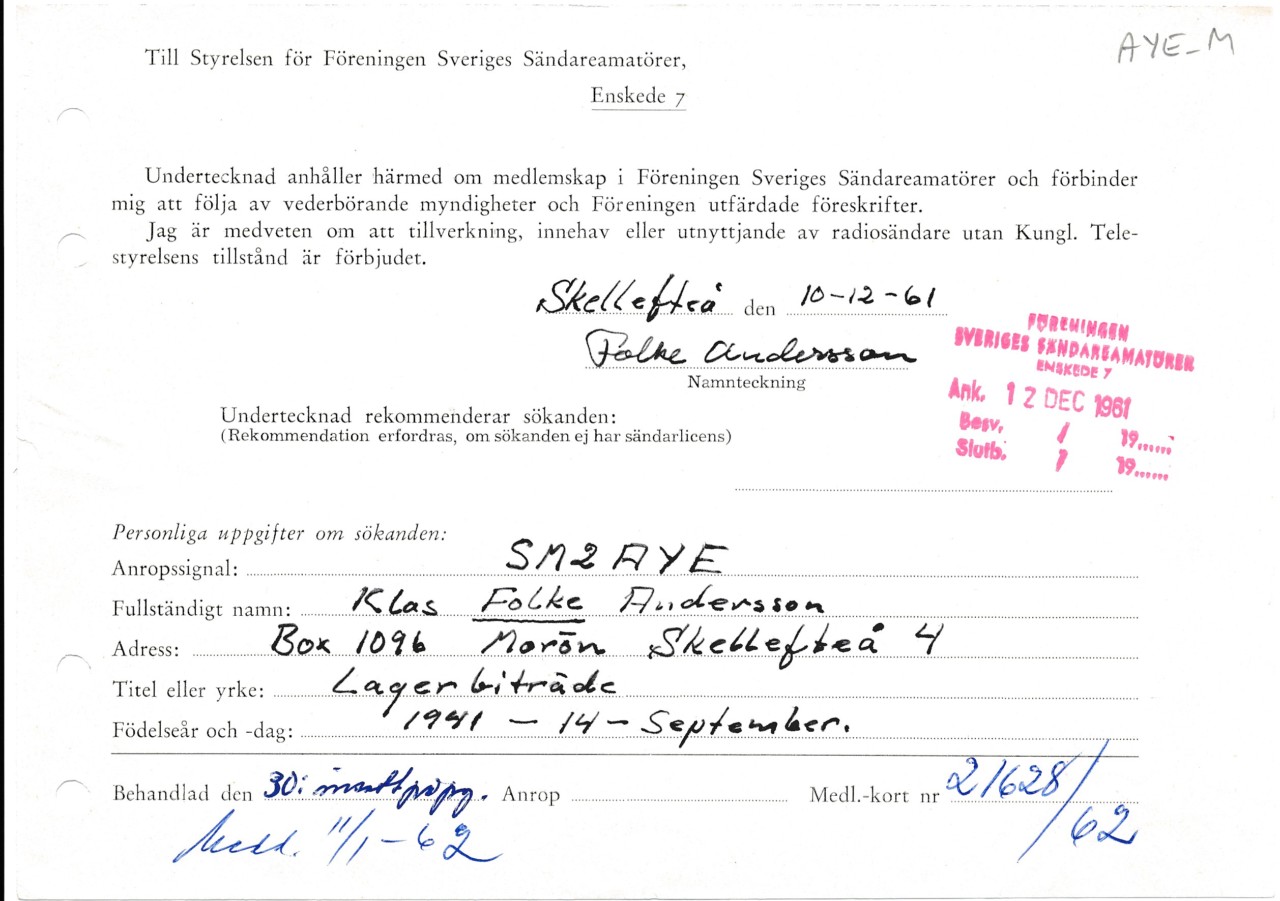 AYE-M
Till Styrelsen för Föreningen Sveriges Sändareamatörer,
Enskede 7
Undertecknad anhåller härmed om medlemskap i Föreningen Sveriges Sändareamatörer och förbinder
mig att följa av vederbörande myndigheter och Föreningen utfärdade föreskrifter.
Jag är medveten om att tillverkning, innehav eller utnyttjande av radiosändare utan Kungl. Tele-
styrelsens tillstånd är förbjudet.
Skellefteå den 10-12-61
Folke Andersson
Namnteckning
FÖRENINGEN
SVERIGES SÄNDAREAMATÖRER
ENSKEDE 7
Ank. 12 DEC 1961
Besv. / 19......
Slutb. / 19......
Undertecknad rekommenderar sökanden:
(Rekommendation erfordras, om sökanden ej har sändarlicens)
Personliga uppgifter om sökanden:
Anropssignal: SM2AYE
Fullständigt namn: Klas Folke Andersson
Adress: Box 1096 Morön Skellefteå 4
Titel eller yrke: Lagerbiträde
Födelseår och -dag: 1941 - 14 - September.
Behandlad den 30: Anrop Medl.-kort nr 21628/62
11/1-62